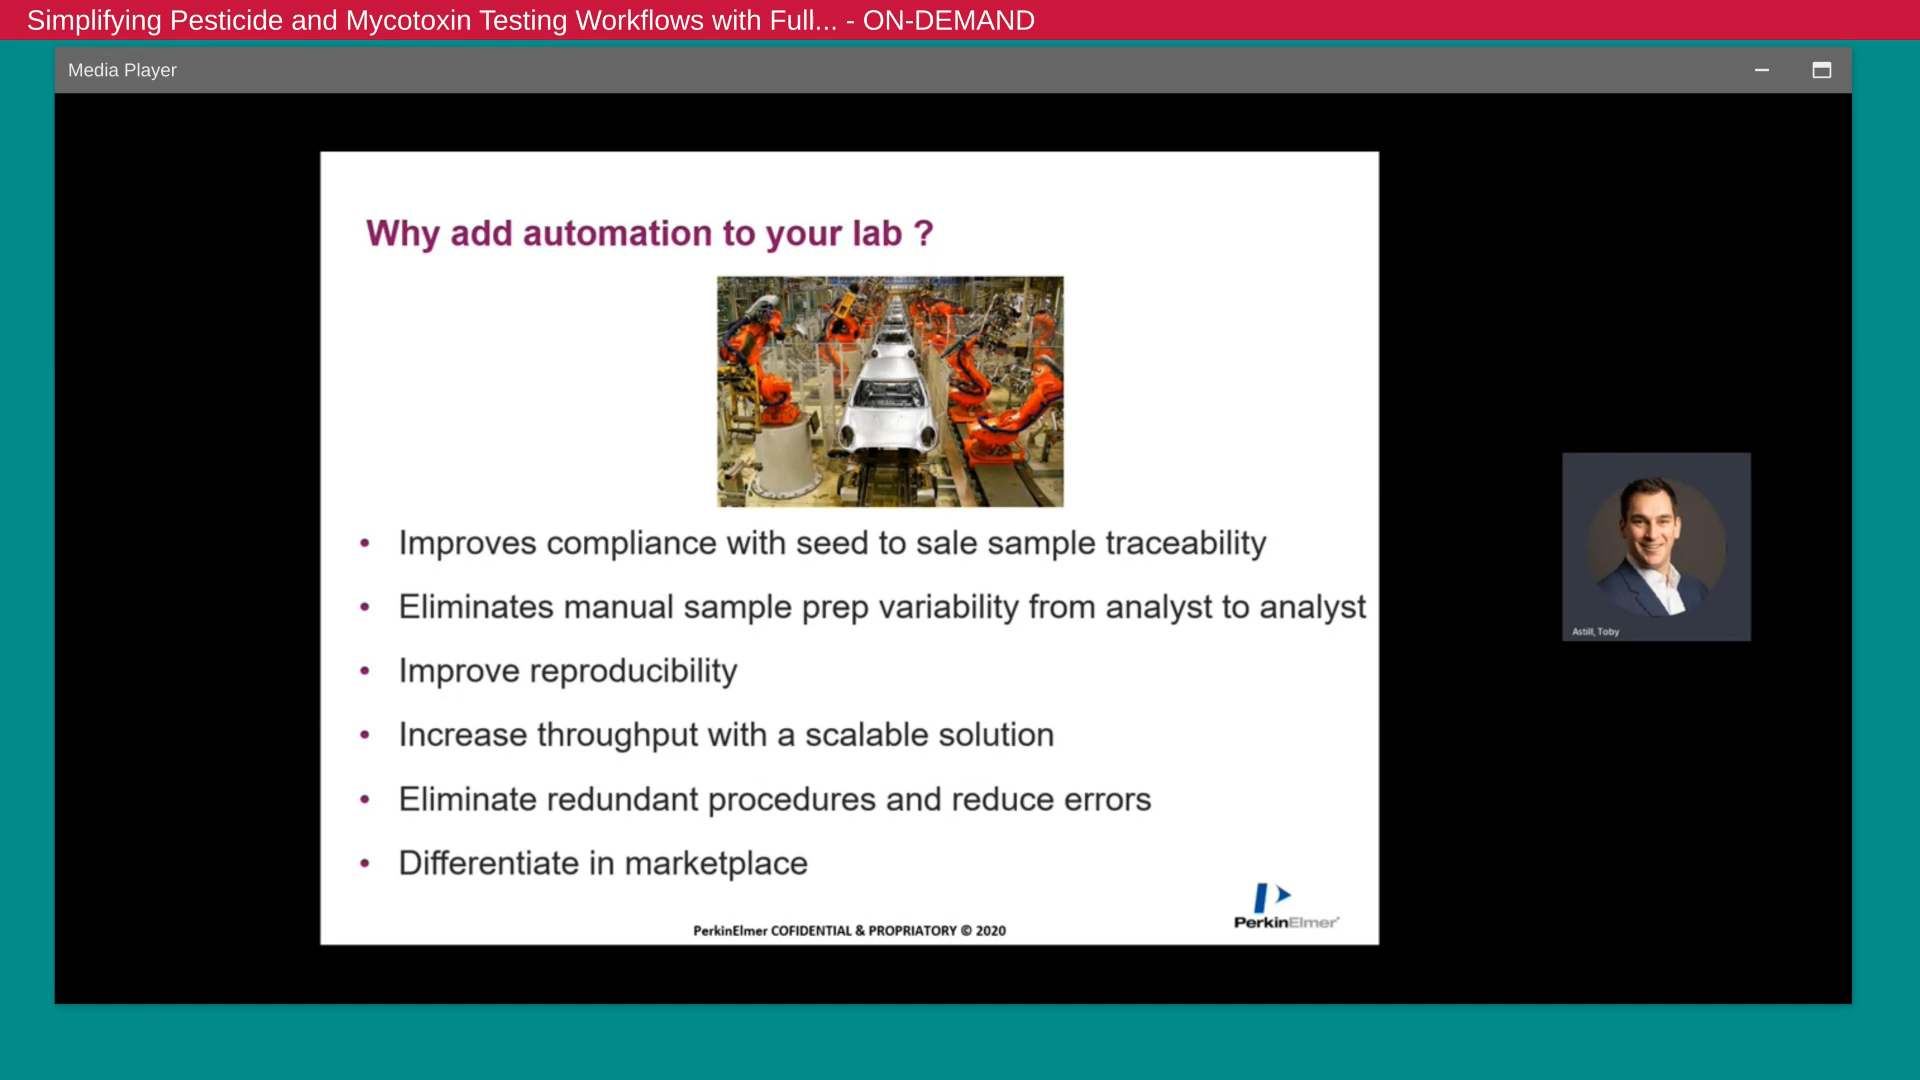 Simplifying Pesticide and Mycotoxin Testing Workflows with Full... - ON-DEMAND
Media Player
Why add automation to your lab ?
• Improves compliance with seed to sale sample traceability
• Eliminates manual sample prep variability from analyst to analyst
• Improve reproducibility
• Increase throughput with a scalable solution
• Eliminate redundant procedures and reduce errors
• Differentiate in marketplace
PerkinElmer COFIDENTIAL & PROPRIATORY © 2020
PerkinElmer
Astill, Toby